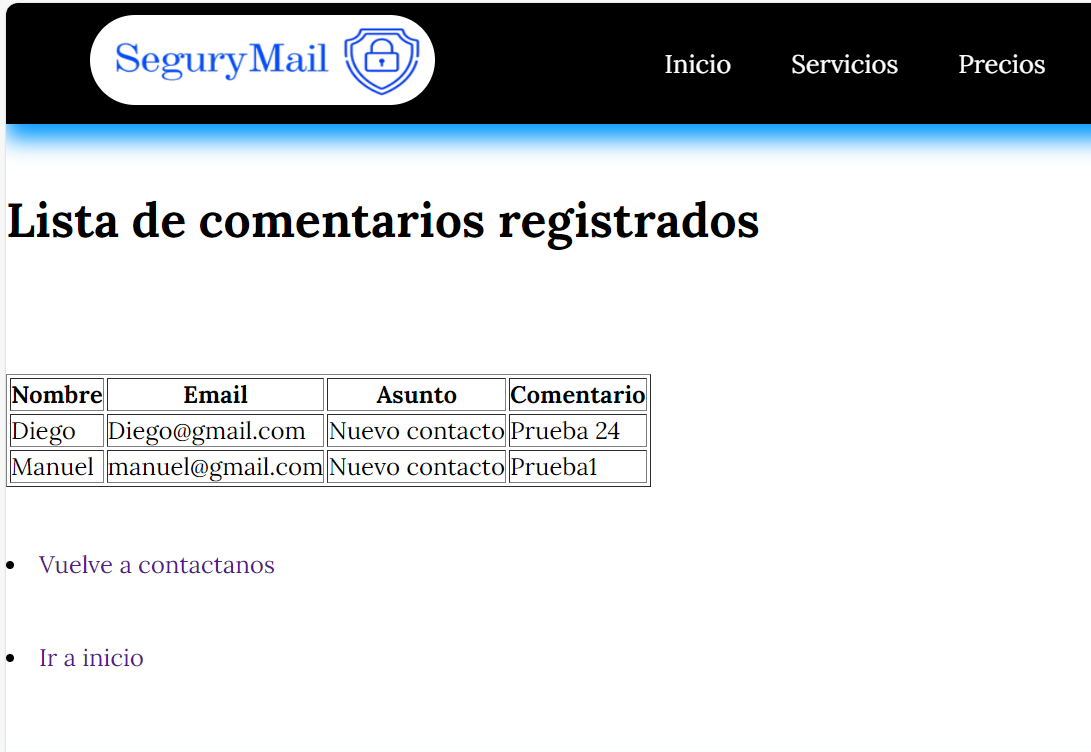 SeguryMail
Inicio Servicios Precios
Lista de comentarios registrados
Nombre Email Asunto Comentario
Diego Diego@gmail.com Nuevo contacto Prueba 24
Manuel manuel@gmail.com Nuevo contacto Prueba1
Vuelve a contactanos
Ir a inicio